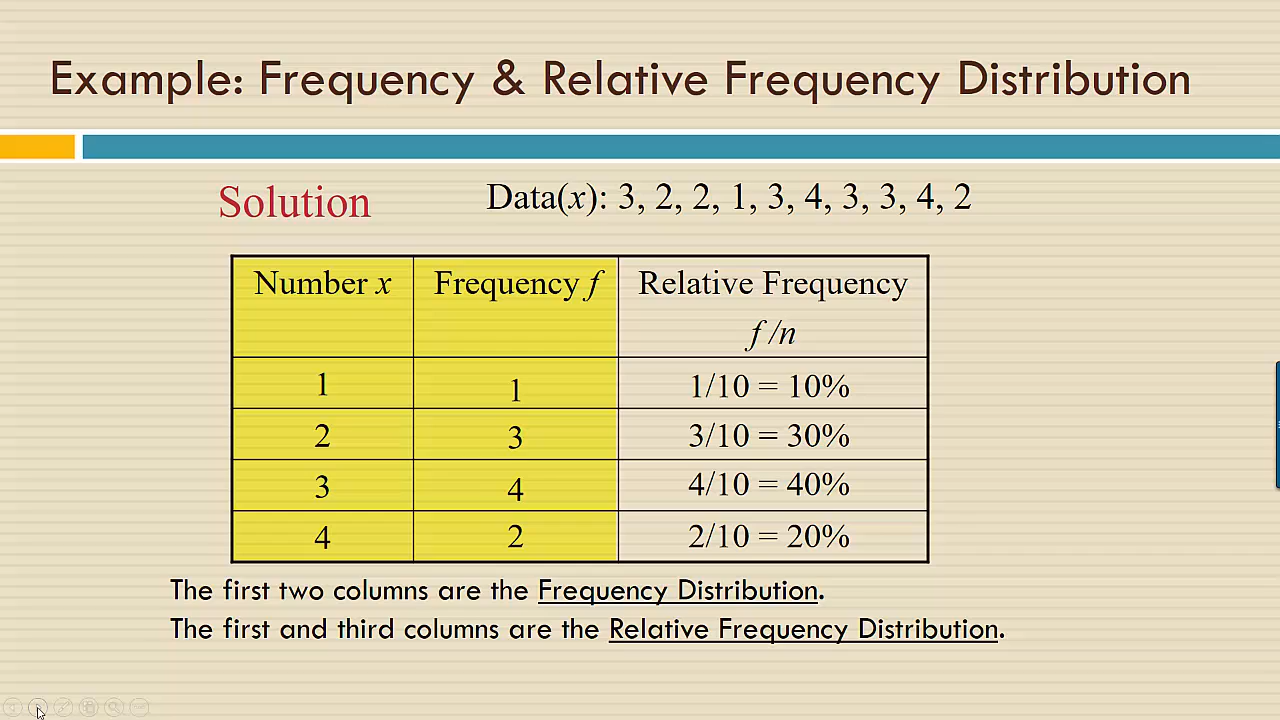 Example: Frequency & Relative Frequency Distribution
Solution
Data(x): 3, 2, 2, 1, 3, 4, 3, 3, 4, 2
Number x Frequency f Relative Frequency
f /n
1 1 1/10 = 10%
2 3 3/10 = 30%
3 4 4/10 = 40%
4 2 2/10 = 20%
The first two columns are the Frequency Distribution.
The first and third columns are the Relative Frequency Distribution.